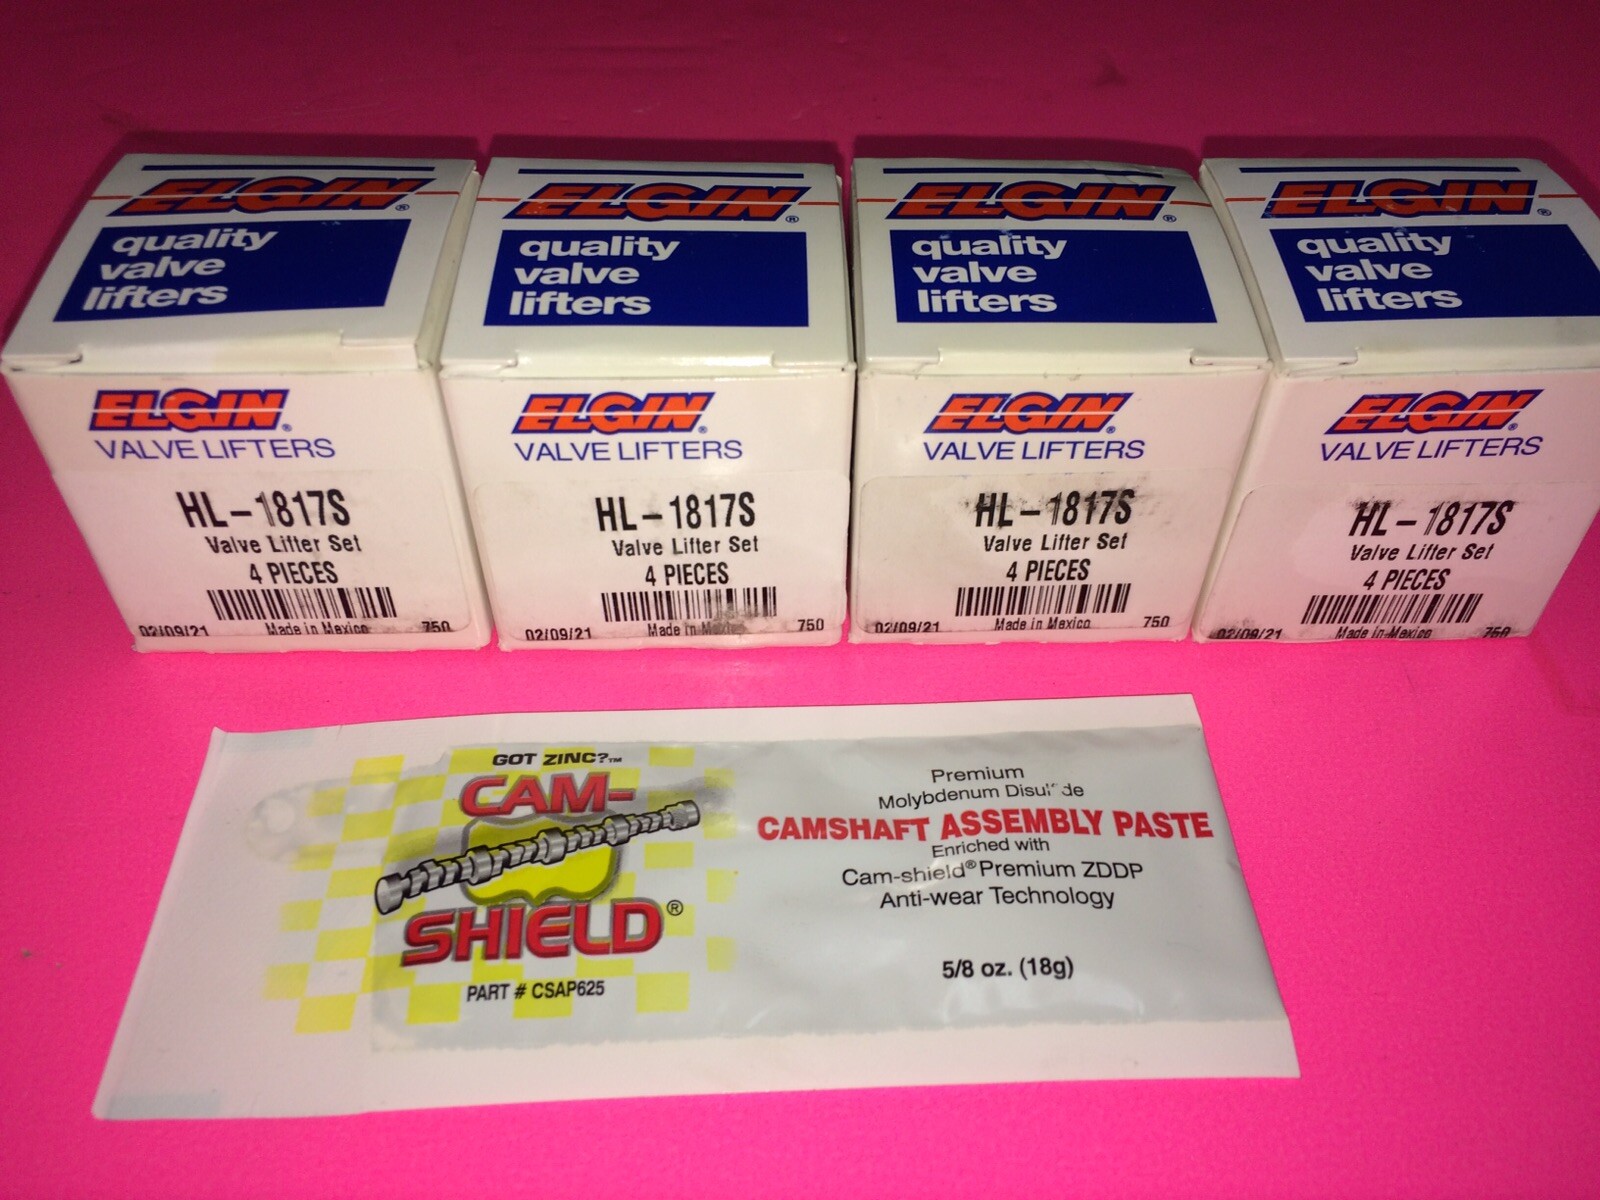 ELGIN®
quality
valve
lifters
ELGIN®
VALVE LIFTERS
HL-1817S
Valve Lifter Set
4 PIECES
02/09/21 Made in Mexico 750
ELGIN®
quality
valve
lifters
ELGIN®
VALVE LIFTERS
HL-1817S
Valve Lifter Set
4 PIECES
02/09/21 Made in Mexico 750
ELGIN®
quality
valve
lifters
ELGIN®
VALVE LIFTERS
HL-1817S
Valve Lifter Set
4 PIECES
02/09/21 Made in Mexico 750
ELGIN®
quality
valve
lifters
ELGIN®
VALVE LIFTERS
HL-1817S
Valve Lifter Set
4 PIECES
02/09/21 Made in Mexico 750
GOT ZINC?™
CAM-
SHIELD®
PART # CSAP625
Premium
Molybdenum Disulfide
CAMSHAFT ASSEMBLY PASTE
Enriched with
Cam-shield® Premium ZDDP
Anti-wear Technology
5/8 oz. (18g)